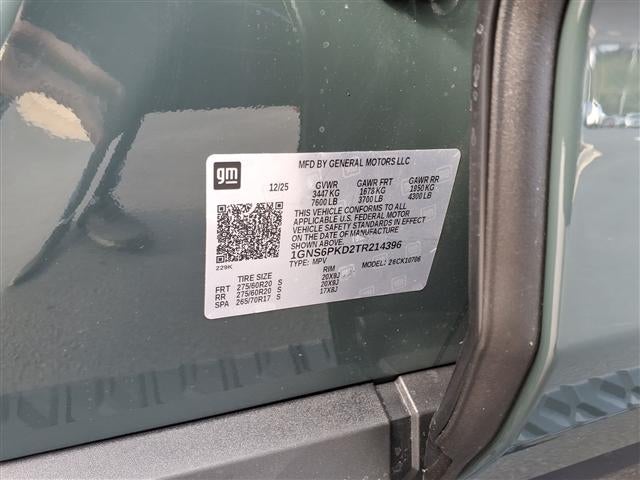 gm
MFD BY GENERAL MOTORS LLC
12/25 GVWR GAWR FRT GAWR RR
3447 KG 1678 KG 1950 KG
7600 LB 3700 LB 4300 LB
THIS VEHICLE CONFORMS TO ALL
APPLICABLE U.S. FEDERAL MOTOR
VEHICLE SAFETY STANDARDS IN EFFECT
ON THE DATE OF MANUFACTURE
SHOWN ABOVE.
1GNS6PKD2TR214396
229K TYPE: MPV MODEL: 26CK10706
TIRE SIZE RIM
FRT 275/60R20 S 20X9J
RR 275/60R20 S 20X9J
SPA 265/70R17 S 17X8J